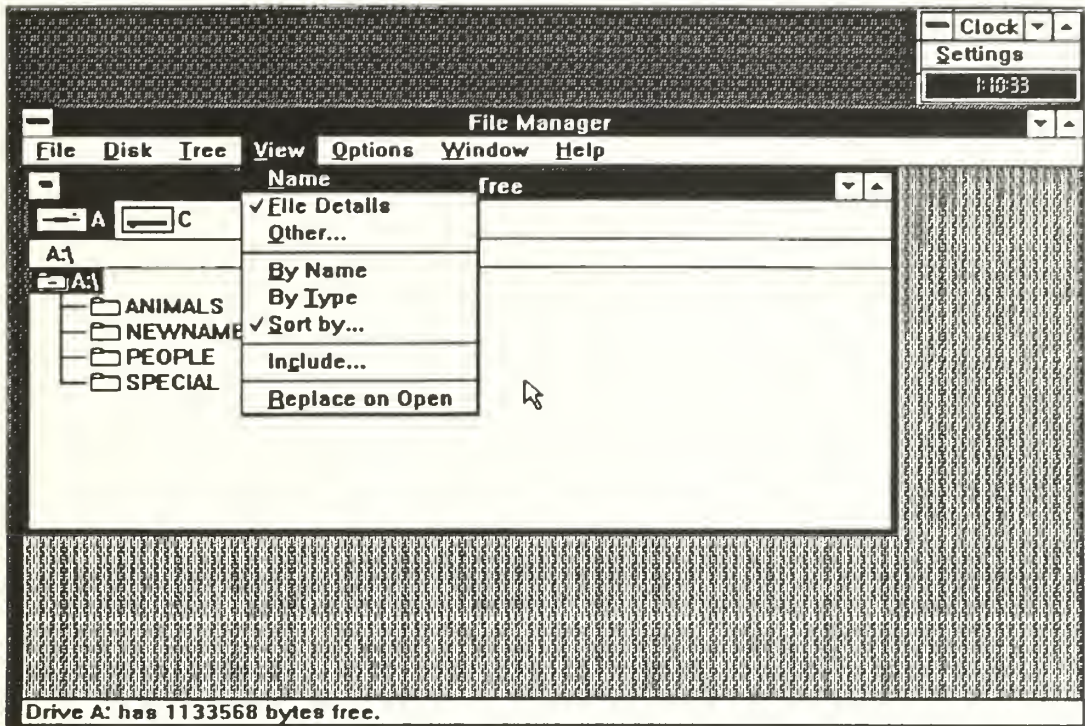 Clock
Settings
1:10:33
File Manager
File Disk Tree View Options Window Help
Tree
A C
A:\
A:\
ANIMALS
NEWNAME
PEOPLE
SPECIAL
Name
File Details
Other...
By Name
By Type
Sort by...
Include...
Replace on Open
Drive A: has 1133568 bytes free.